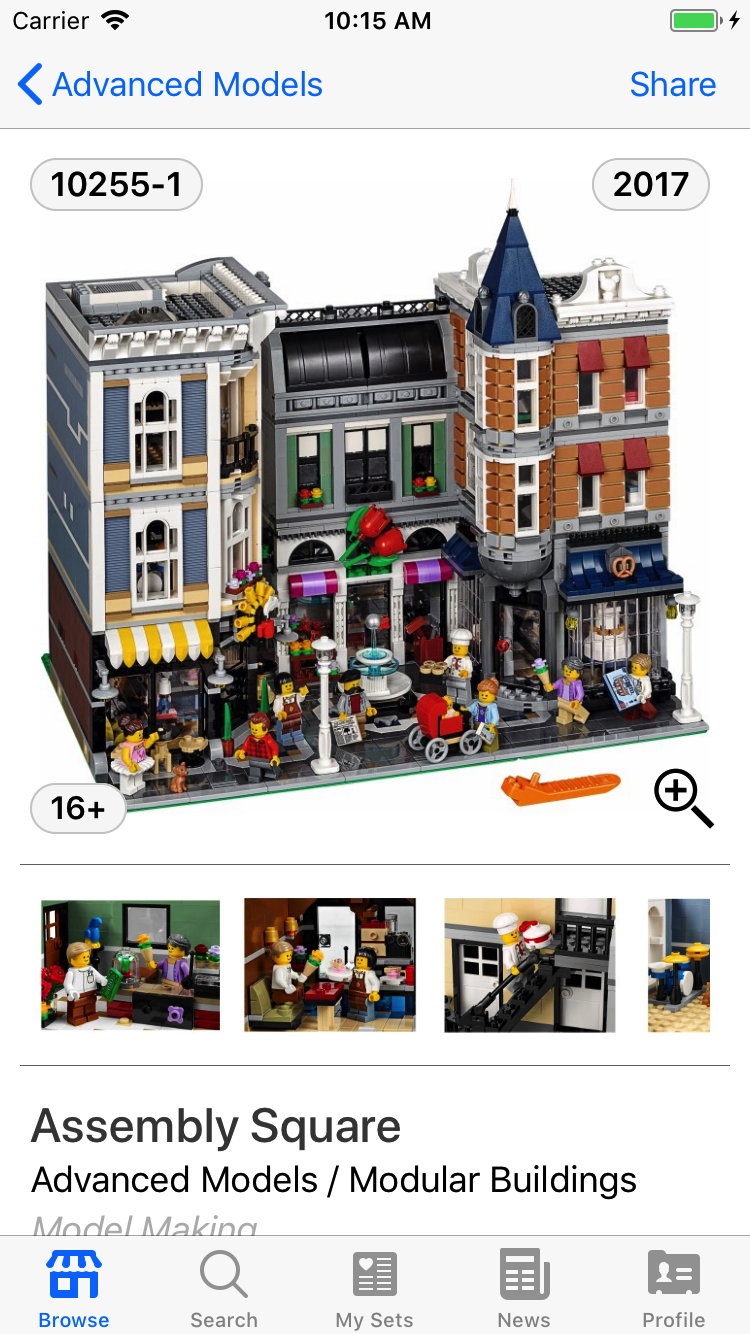 Carrier 10:15 AM
Advanced Models Share
10255-1 2017
16+
Assembly Square
Advanced Models / Modular Buildings
Model Making
Browse Search My Sets News Profile